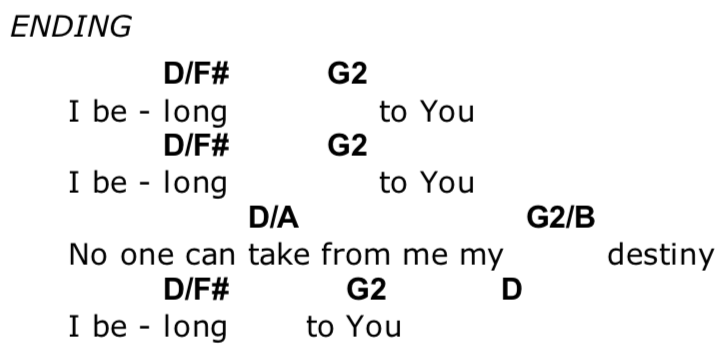 ENDING
D/F# G2
I be - long to You
D/F# G2
I be - long to You
D/A G2/B
No one can take from me my destiny
D/F# G2 D
I be - long to You